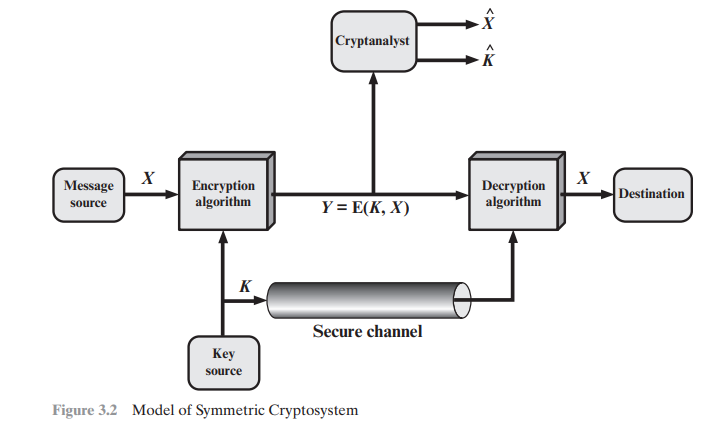 X̂
Cryptanalyst
K̂
Message
source
X
Encryption
algorithm
Y = E(K, X)
Decryption
algorithm
X
Destination
K
Secure channel
Key
source
Figure 3.2 Model of Symmetric Cryptosystem